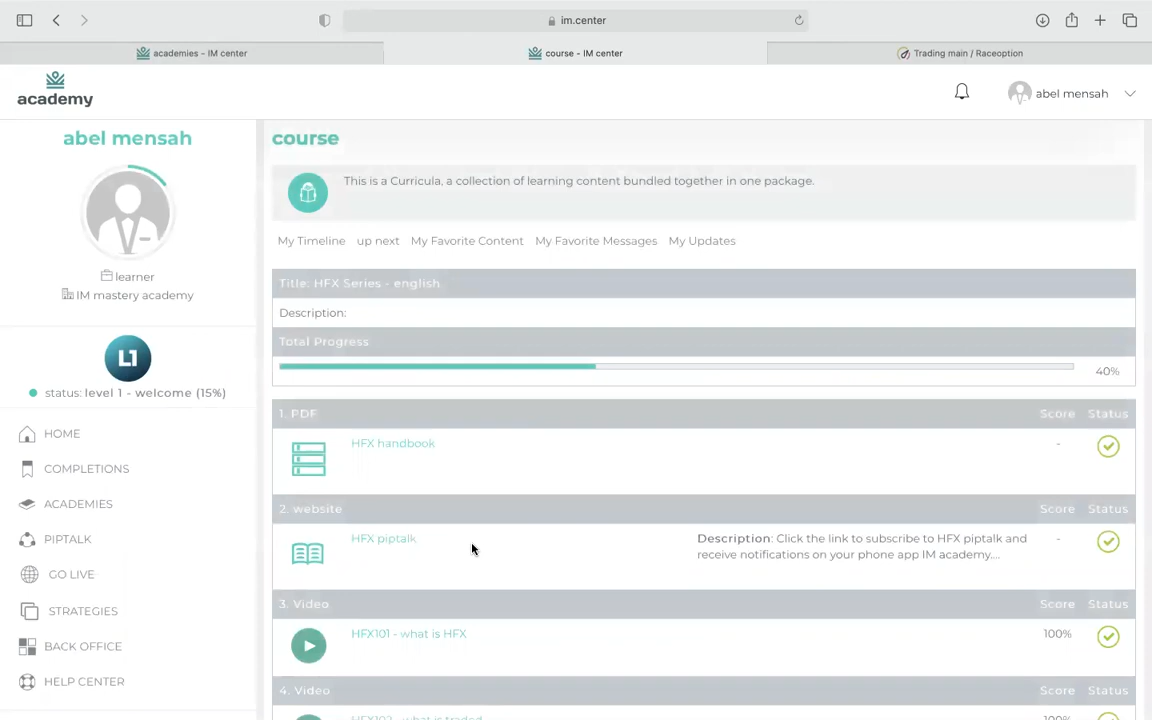 im.center
academies - IM center
course - IM center
Trading main / Raceoption
academy
abel mensah
abel mensah
learner
IM mastery academy
L1
status: level 1 - welcome (15%)
HOME
COMPLETIONS
ACADEMIES
PIPTALK
GO LIVE
STRATEGIES
BACK OFFICE
HELP CENTER
course
This is a Curricula, a collection of learning content bundled together in one package.
My Timeline up next My Favorite Content My Favorite Messages My Updates
Title: HFX Series - english
Description:
Total Progress
40%
1. PDF Score Status
HFX handbook -
2. website Score Status
HFX piptalk Description: Click the link to subscribe to HFX piptalk and -
receive notifications on your phone app IM academy....
3. Video Score Status
HFX101 - what is HFX 100%
4. Video Score Status
HFX102 - what is traded 100%